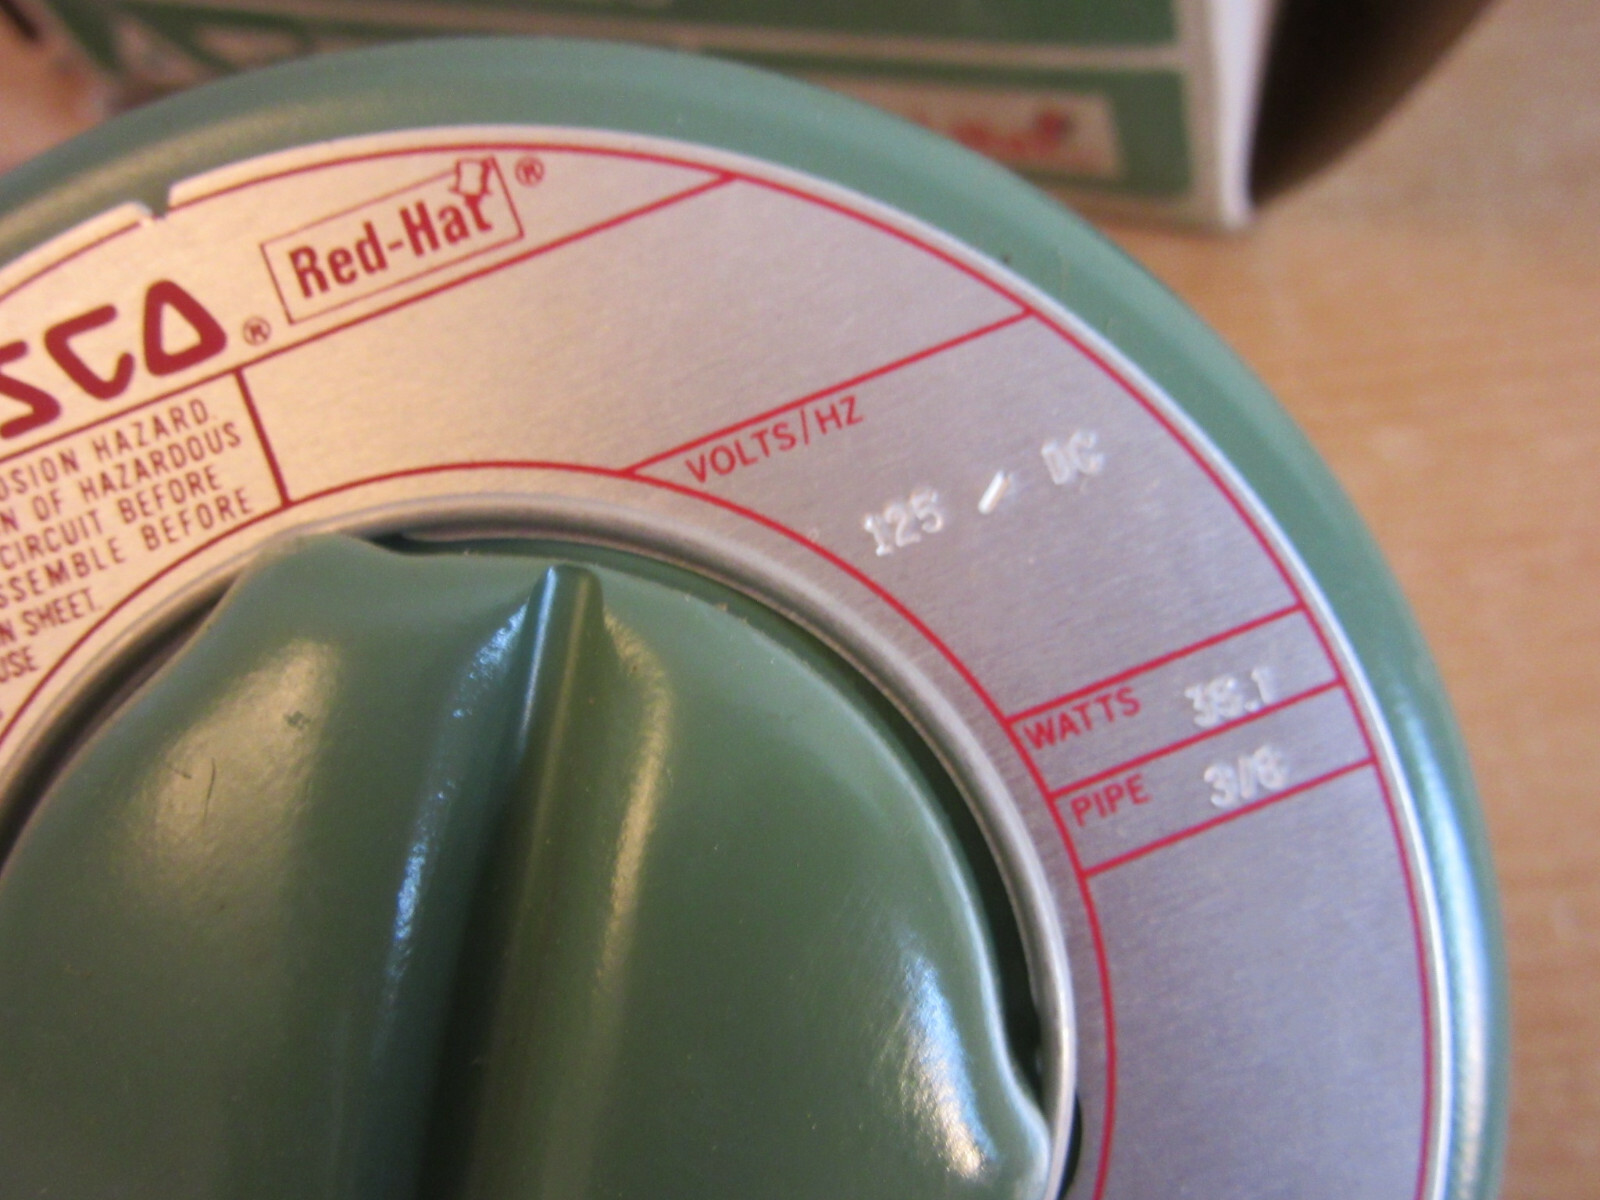 Red-Hat®
SCO®
OSION HAZARD.
N OF HAZARDOUS
CIRCUIT BEFORE
SSEMBLE BEFORE
N SHEET.
USE
VOLTS/HZ
125 / DC
WATTS
PIPE 3/8